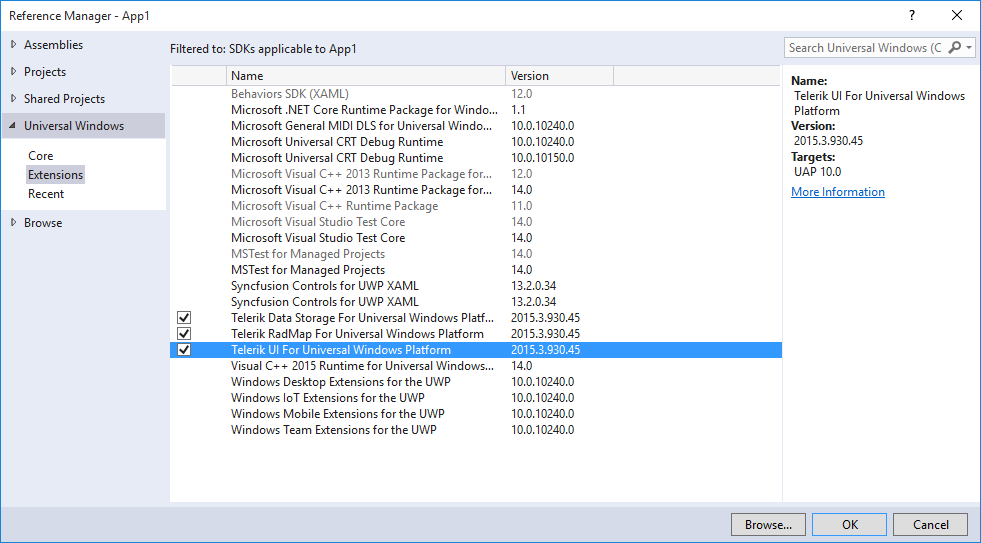 Reference Manager - App1
?
Assemblies
Projects
Shared Projects
Universal Windows
Core
Extensions
Recent
Browse
Filtered to: SDKs applicable to App1
Search Universal Windows (C
Name Version
Behaviors SDK (XAML) 12.0
Microsoft .NET Core Runtime Package for Windo... 1.1
Microsoft General MIDI DLS for Universal Windo... 10.0.10240.0
Microsoft Universal CRT Debug Runtime 10.0.10240.0
Microsoft Universal CRT Debug Runtime 10.0.10150.0
Microsoft Visual C++ 2013 Runtime Package for... 12.0
Microsoft Visual C++ 2013 Runtime Package for... 14.0
Microsoft Visual C++ Runtime Package 11.0
Microsoft Visual Studio Test Core 14.0
Microsoft Visual Studio Test Core 14.0
MSTest for Managed Projects 14.0
MSTest for Managed Projects 14.0
Syncfusion Controls for UWP XAML 13.2.0.34
Syncfusion Controls for UWP XAML 13.2.0.34
Telerik Data Storage For Universal Windows Platf... 2015.3.930.45
Telerik RadMap For Universal Windows Platform 2015.3.930.45
Telerik UI For Universal Windows Platform 2015.3.930.45
Visual C++ 2015 Runtime for Universal Windows... 14.0
Windows Desktop Extensions for the UWP 10.0.10240.0
Windows IoT Extensions for the UWP 10.0.10240.0
Windows Mobile Extensions for the UWP 10.0.10240.0
Windows Team Extensions for the UWP 10.0.10240.0
Name:
Telerik UI For Universal Windows
Platform
Version:
2015.3.930.45
Targets:
UAP 10.0
More Information
Browse... OK Cancel